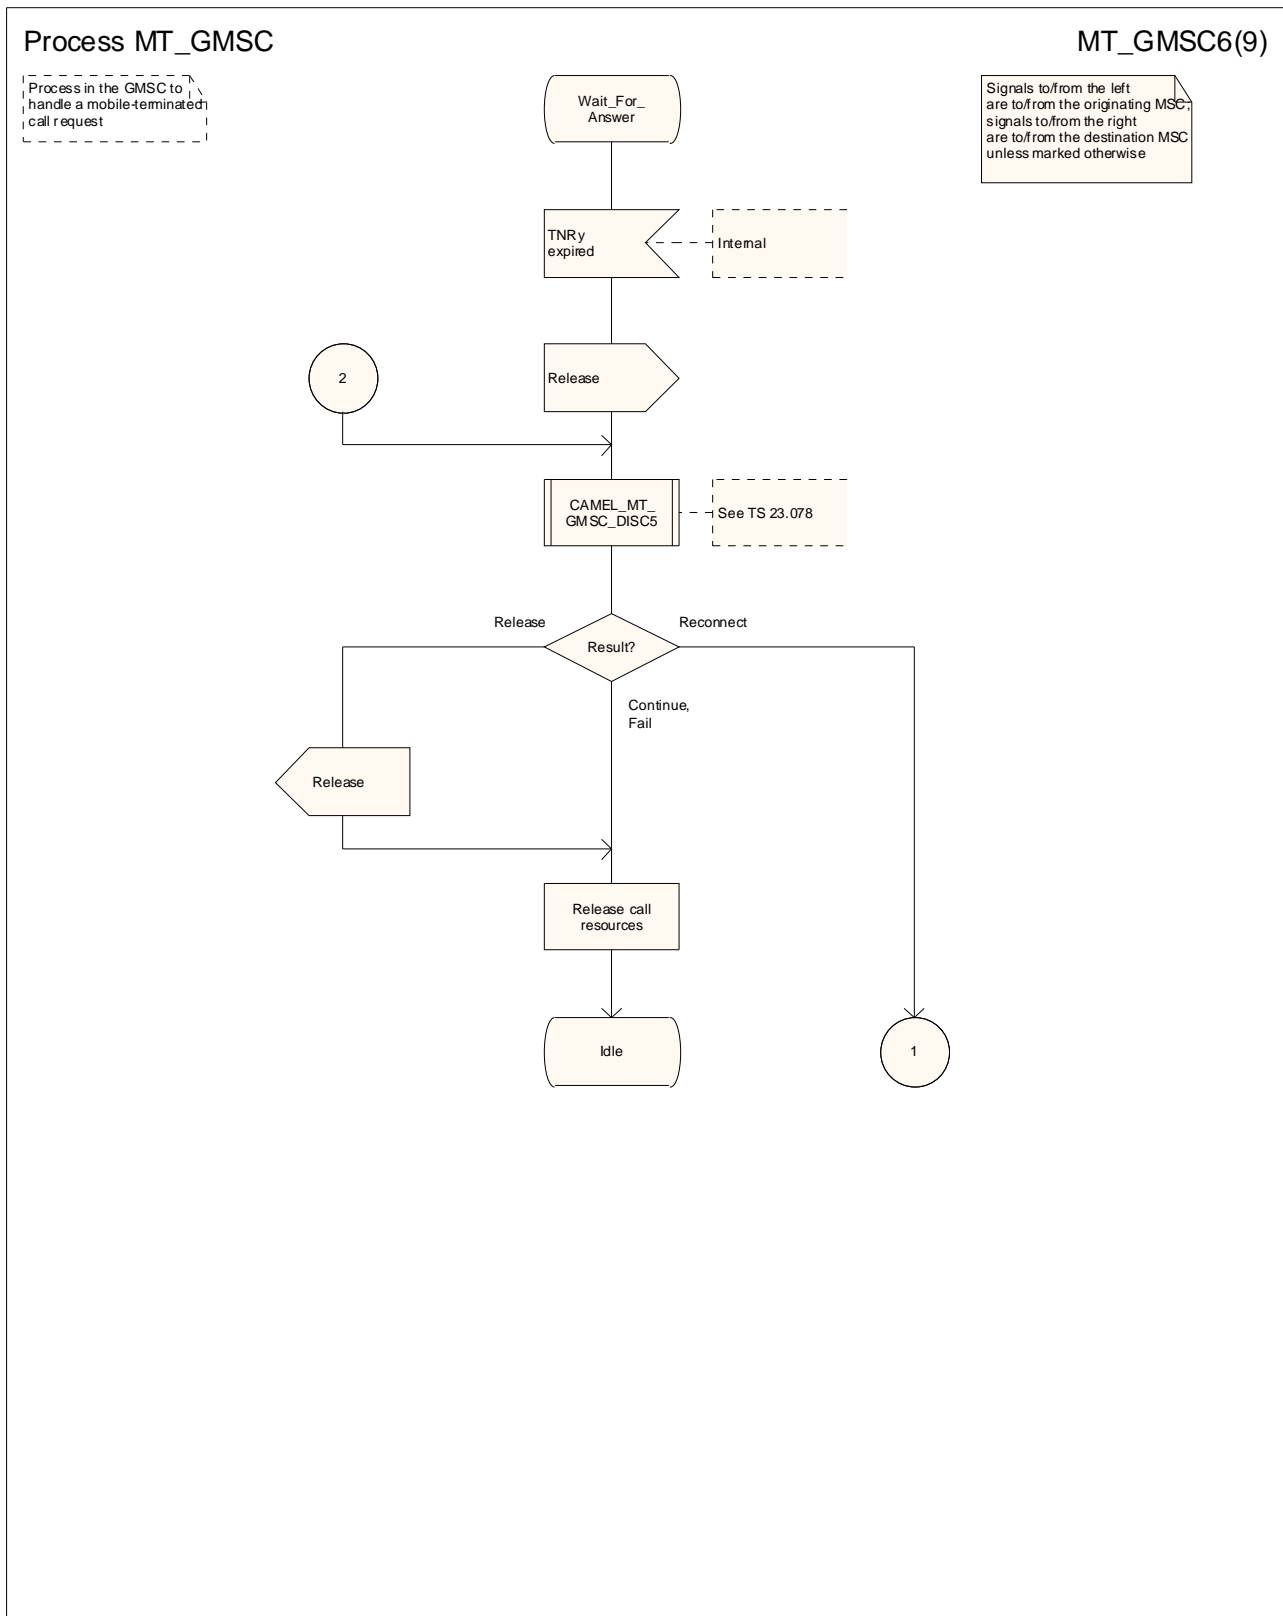 Process MT_GMSC
MT_GMSC6(9)
Process in the GMSC to
handle a mobile-terminated
call request
Signals to/from the left
are to/from the originating MSC;
signals to/from the right
are to/from the destination MSC
unless marked otherwise
Wait_For_
Answer
TNRy
expired
Internal
2
Release
CAMEL_MT_
GMSC_DISC5
See TS 23.078
Release
Reconnect
Result?
Continue,
Fail
Release
Release call
resources
Idle
1